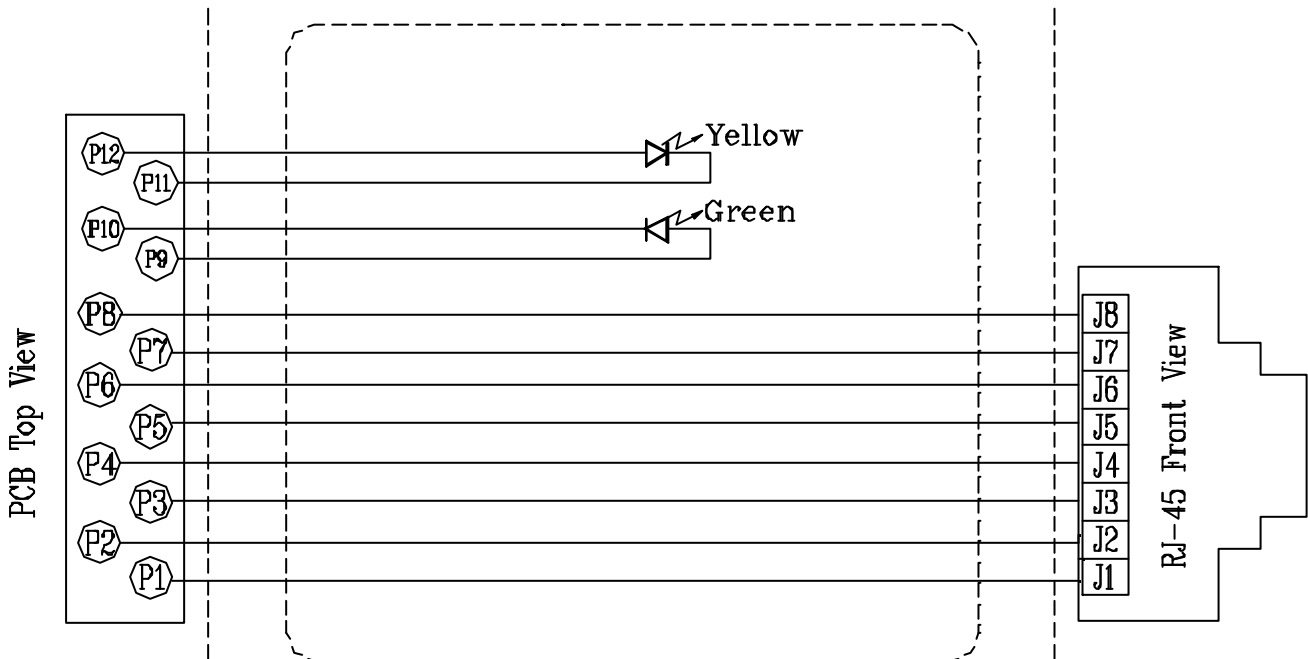 PCB Top View
P12
P11
P10
P9
P8
P7
P6
P5
P4
P3
P2
P1
Yellow
Green
J8
J7
J6
J5
J4
J3
J2
J1
RJ-45 Front View